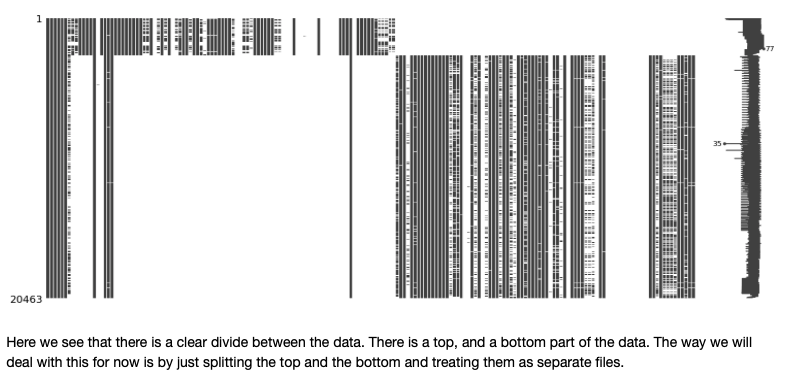 1
77
35
20463
Here we see that there is a clear divide between the data. There is a top, and a bottom part of the data. The way we will
deal with this for now is by just splitting the top and the bottom and treating them as separate files.